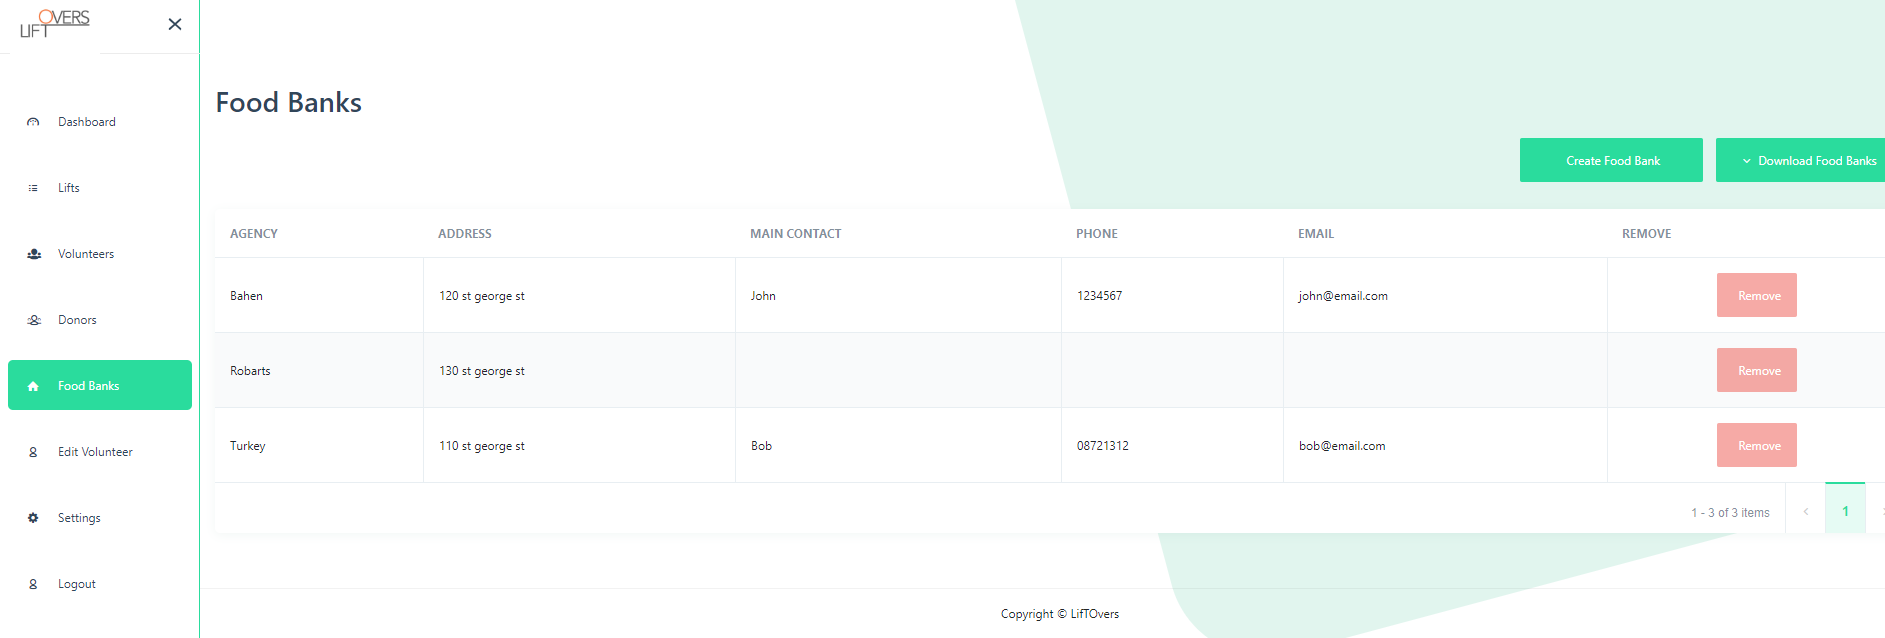 LIFTOVERS
Dashboard
Lifts
Volunteers
Donors
Food Banks
Edit Volunteer
Settings
Logout
Food Banks
Create Food Bank
Download Food Banks
AGENCY ADDRESS MAIN CONTACT PHONE EMAIL REMOVE
Bahen 120 st george st John 1234567 john@email.com Remove
Robarts 130 st george st Remove
Turkey 110 st george st Bob 08721312 bob@email.com Remove
1 - 3 of 3 items 1
Copyright © LifTOvers